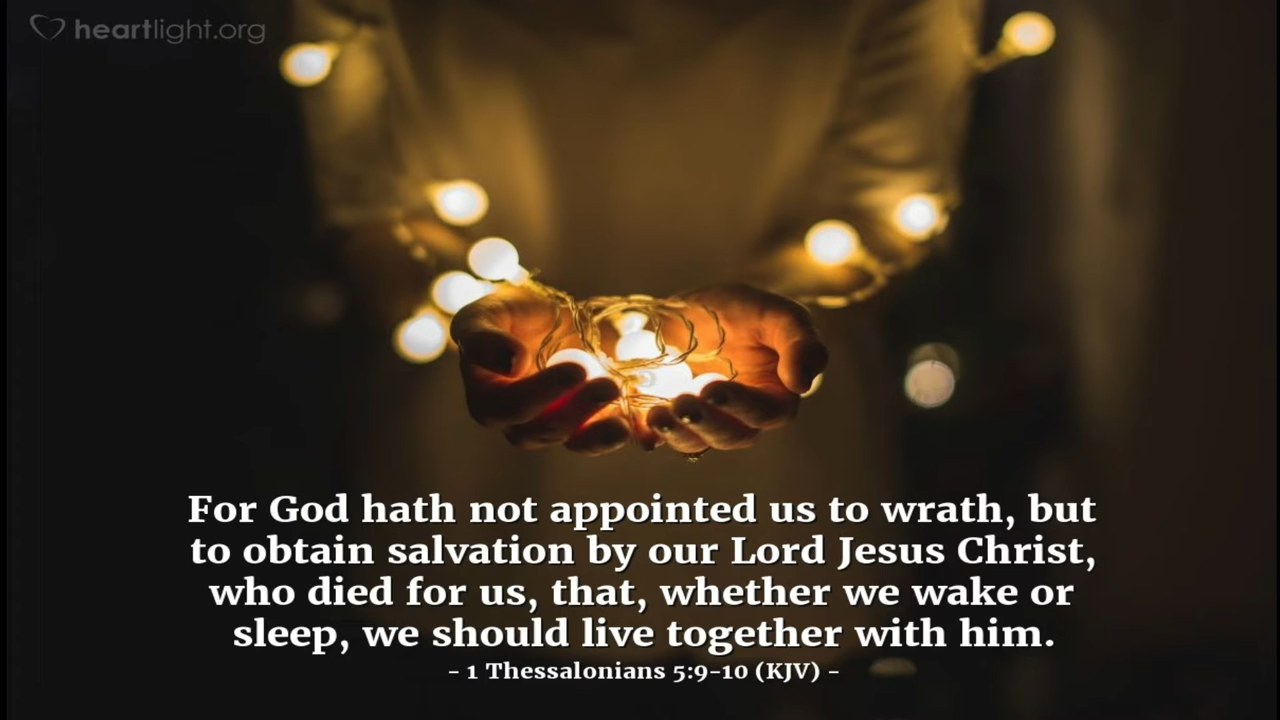 heartlight.org
For God hath not appointed us to wrath, but
to obtain salvation by our Lord Jesus Christ,
who died for us, that, whether we wake or
sleep, we should live together with him.
- 1 Thessalonians 5:9-10 (KJV) -